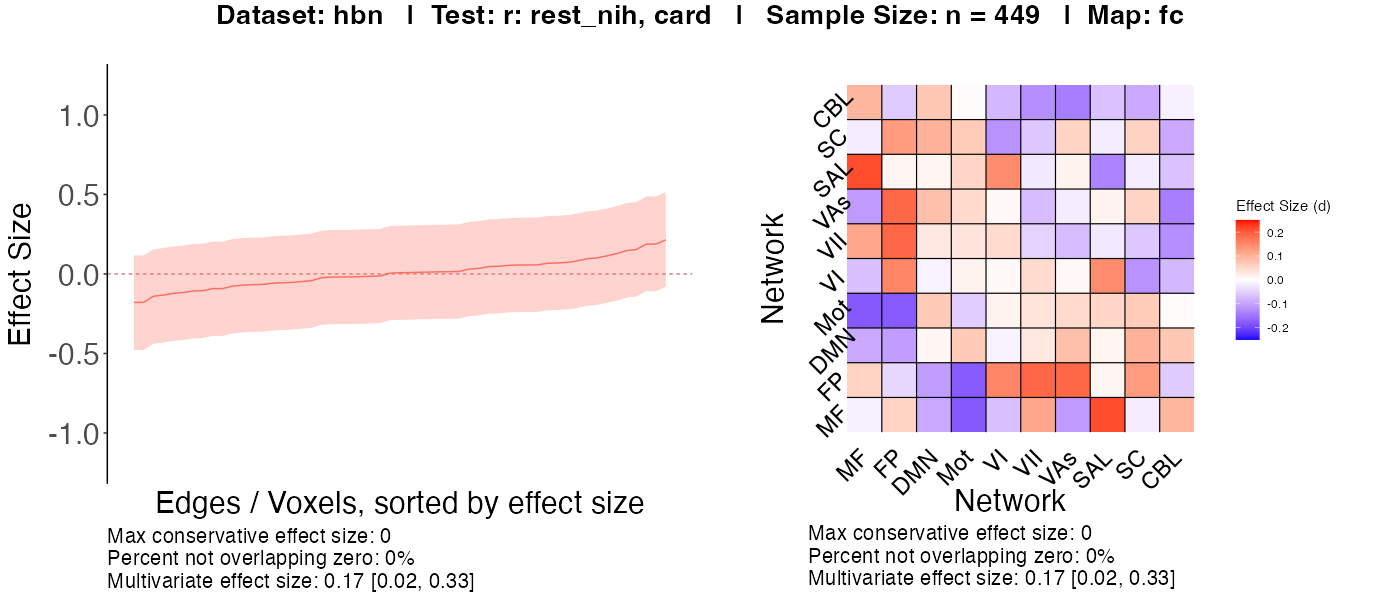 Dataset: hbn | Test: r: rest_nih, card | Sample Size: n = 449 | Map: fc
Effect Size
1.0
0.5
0.0
-0.5
-1.0
Edges / Voxels, sorted by effect size
Max conservative effect size: 0
Percent not overlapping zero: 0%
Multivariate effect size: 0.17 [0.02, 0.33]
Network
CBL
SC
SAL
VAs
VII
VI
Mot
DMN
FP
MF
MF
FP
DMN
Mot
VI
VII
VAs
SAL
SC
CBL
Network
Max conservative effect size: 0
Percent not overlapping zero: 0%
Multivariate effect size: 0.17 [0.02, 0.33]
Effect Size (d)
0.2
0.1
0.0
-0.1
-0.2